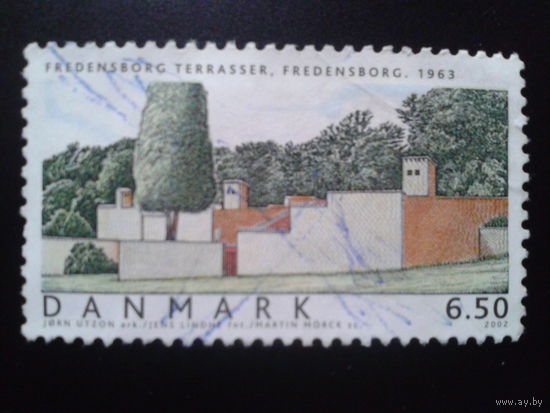 FREDENSBORG TERRASSER, FREDENSBORG. 1963
DANMARK 6.50
JØRN UTZON ark./JENS LINDHE fot./MARTIN MÖRCK sc. 2002
www.ay.by